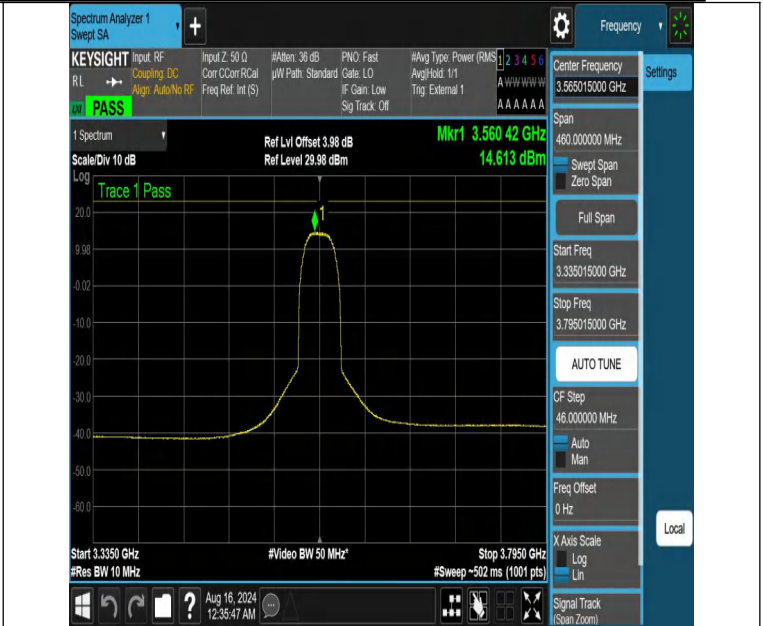 Spectrum Analyzer 1
Swept SA
Frequency
KEYSIGHT
RL
LXI
PASS
Input: RF
Coupling: DC
Align: Auto/No RF
Input Z: 50 Ω
Corr CCorr RCal
Freq Ref: Int (S)
#Atten: 36 dB
µW Path: Standard
PNO: Fast
Gate: LO
IF Gain: Low
Sig Track: Off
#Avg Type: Power (RMS
Avg|Hold: 1/1
Trig: External 1
1 2 3 4 5 6
A W W W W W
A A A A A A
1 Spectrum
Scale/Div 10 dB
Log
Ref Lvl Offset 3.98 dB
Ref Level 29.98 dBm
Mkr1 3.560 42 GHz
14.613 dBm
Trace 1 Pass
1
20.0
9.98
-0.02
-10.0
-20.0
-30.0
-40.0
-50.0
-60.0
Start 3.3350 GHz
#Res BW 10 MHz
#Video BW 50 MHz*
Stop 3.7950 GHz
#Sweep ~502 ms (1001 pts)
Center Frequency
3.565015000 GHz
Span
460.000000 MHz
Swept Span
Zero Span
Full Span
Start Freq
3.335015000 GHz
Stop Freq
3.795015000 GHz
AUTO TUNE
CF Step
46.000000 MHz
Auto
Man
Freq Offset
0 Hz
X Axis Scale
Log
Lin
Signal Track
(Span Zoom)
Settings
Local
?
Aug 16, 2024
12:35:47 AM